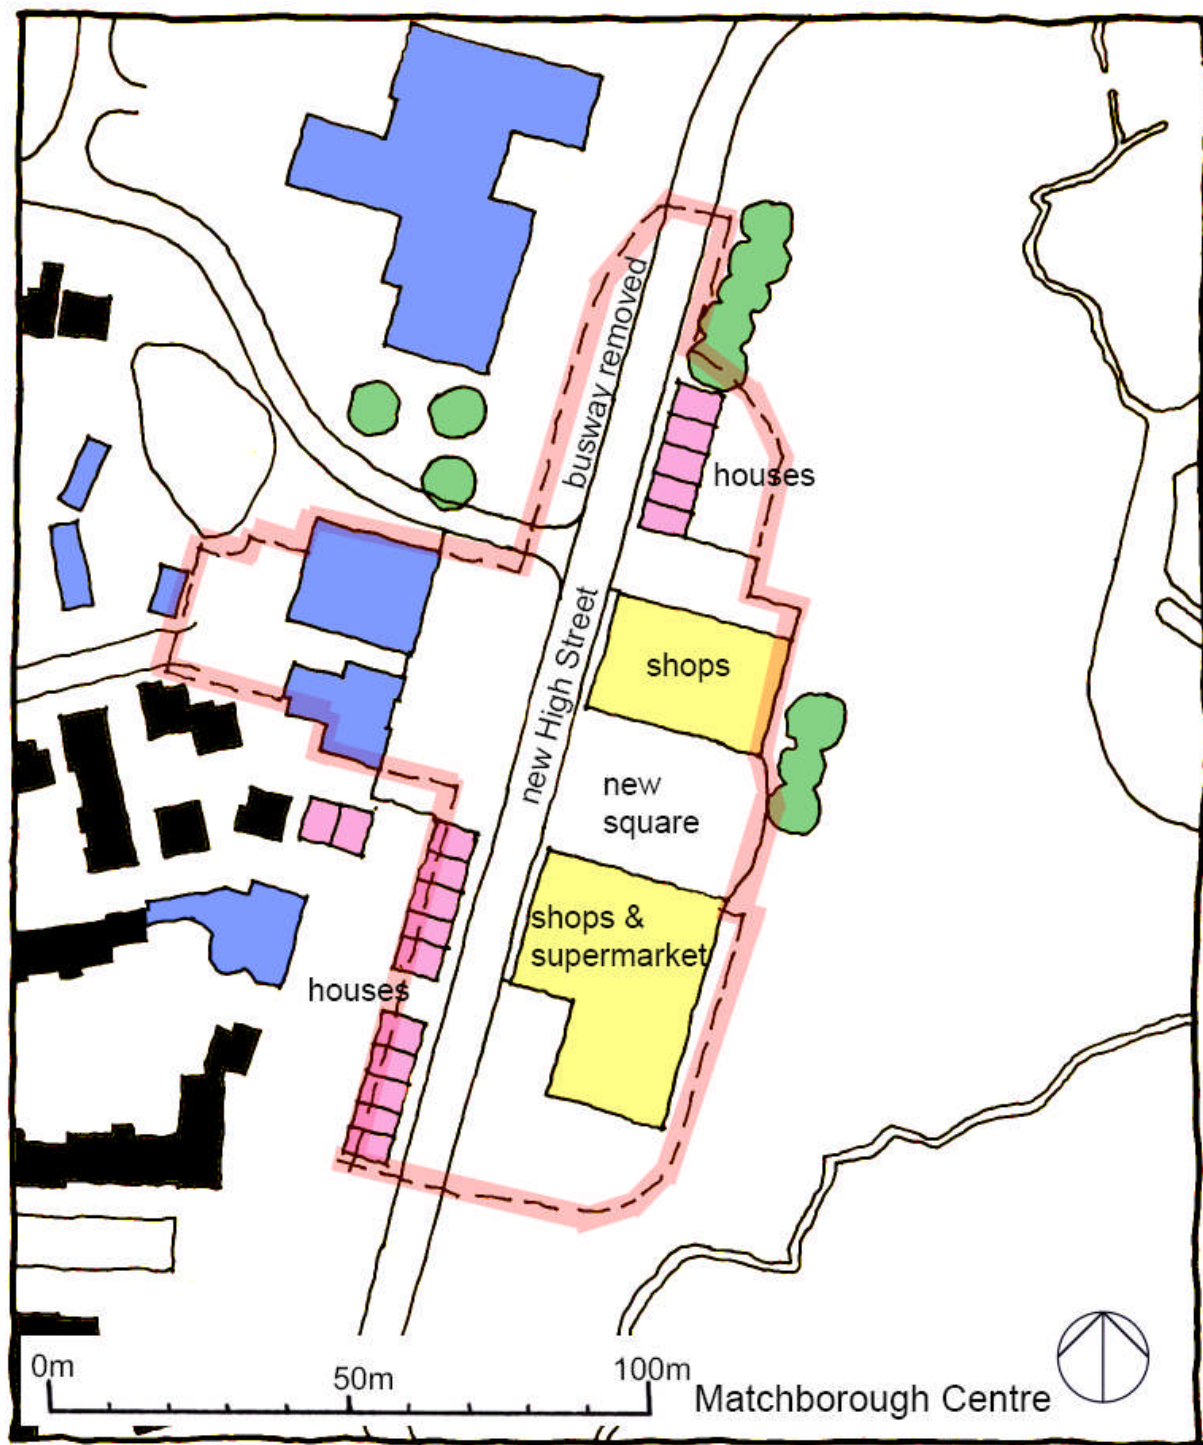 busway removed
houses
new High Street
shops
new
square
shops &
supermarket
houses
0m
50m
100m
Matchborough Centre